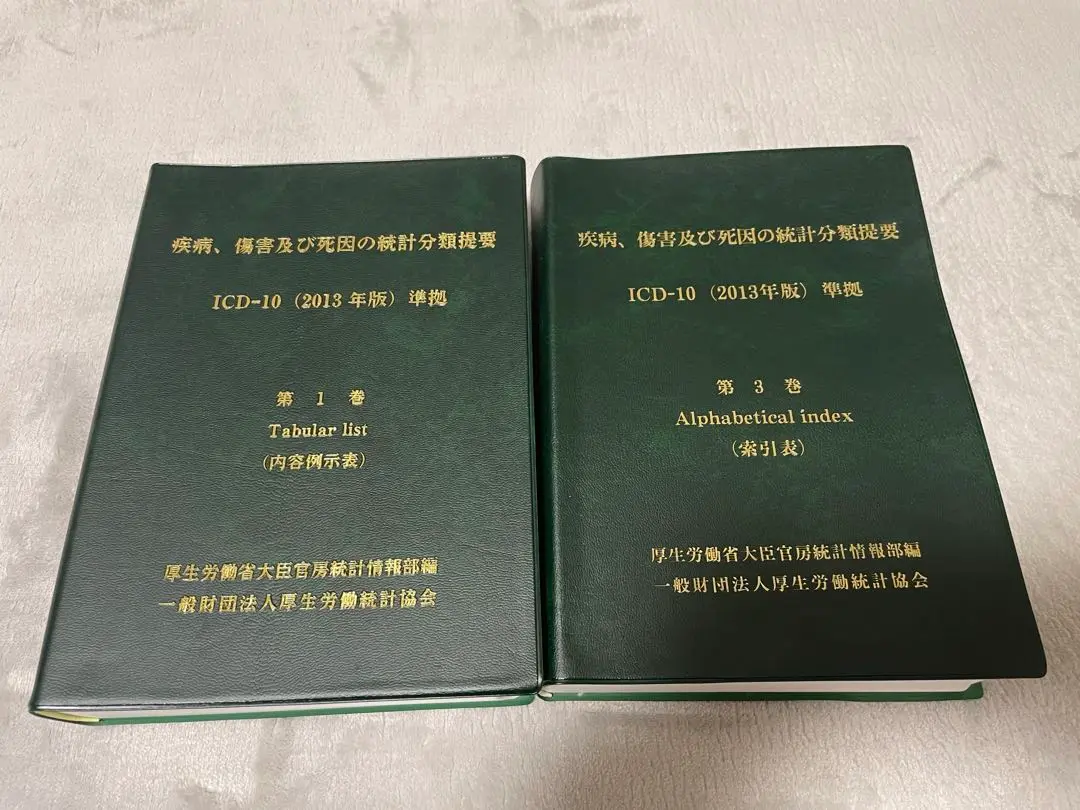 疾病、傷害及び死因の統計分類提要
ICD-10（2013 年版）準拠
第 1 巻
Tabular list
（内容例示表）
厚生労働省大臣官房統計情報部編
一般財団法人厚生労働統計協会
疾病、傷害及び死因の統計分類提要
ICD-10（2013年版）準拠
第 3 巻
Alphabetical index
（索引表）
厚生労働省大臣官房統計情報部編
一般財団法人厚生労働統計協会